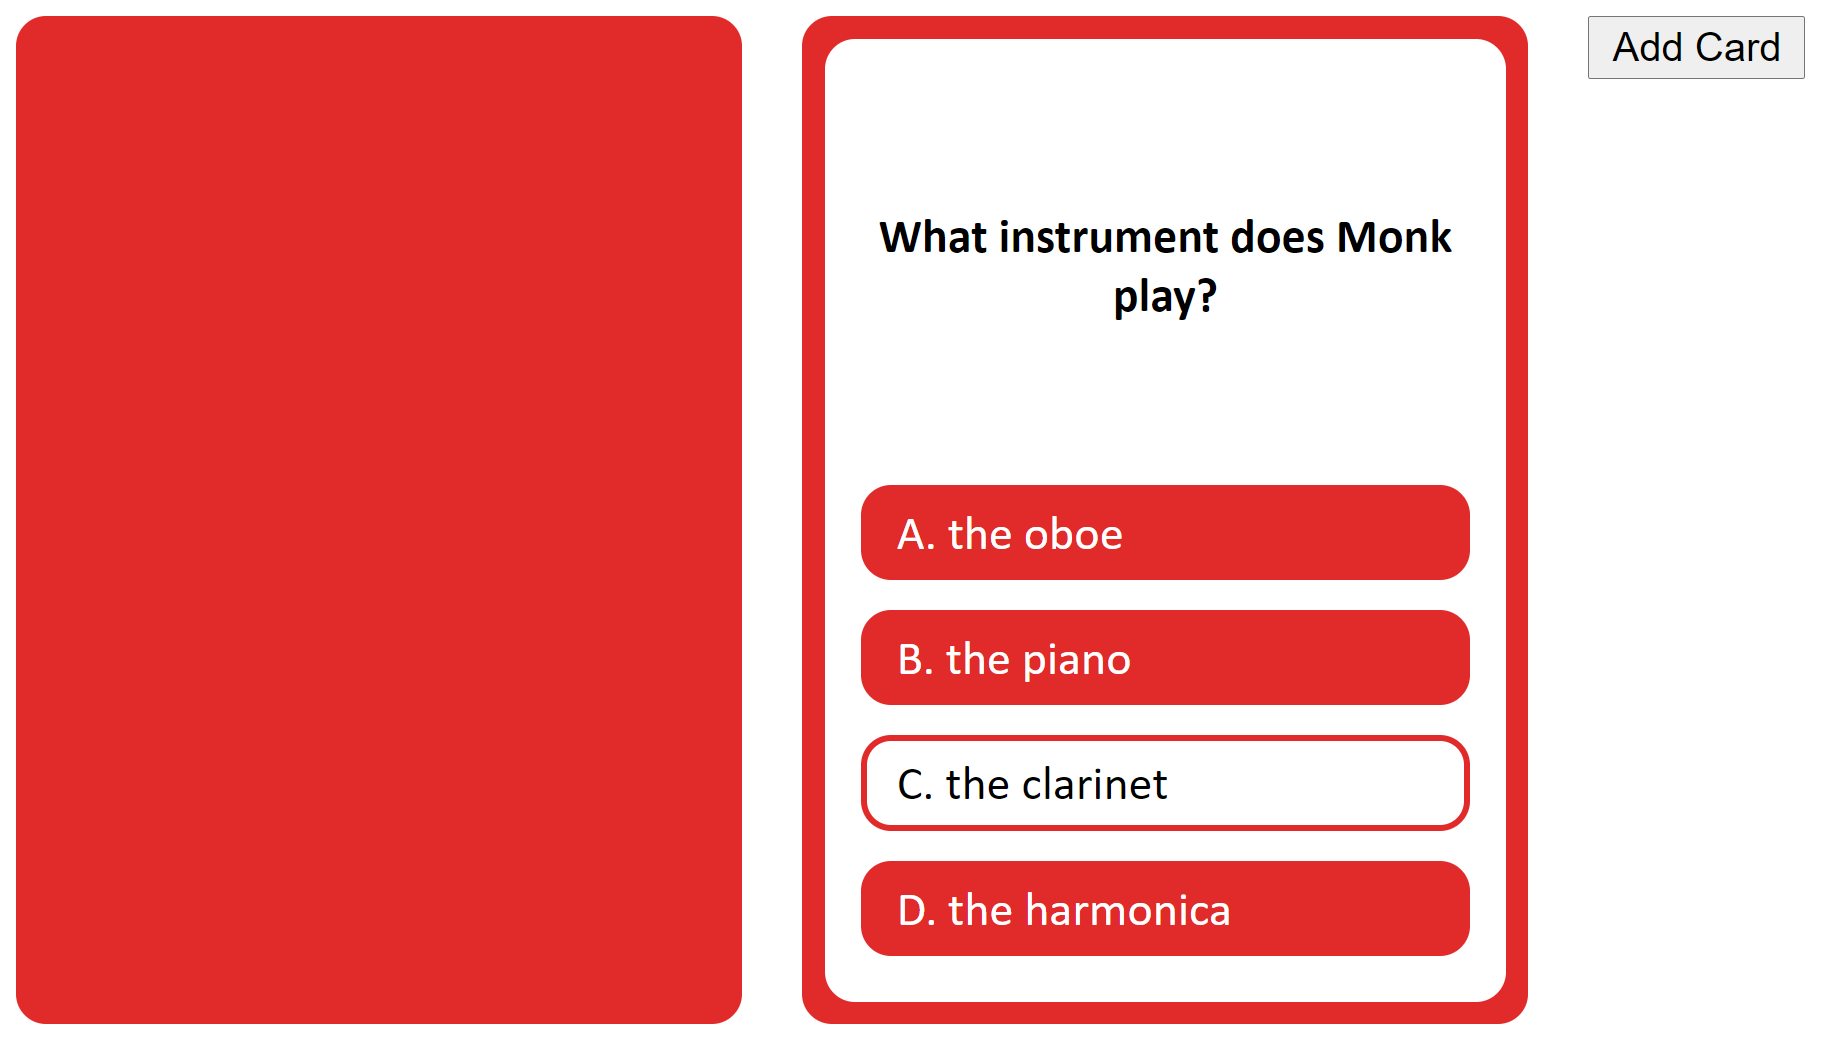 What instrument does Monk
play?
A. the oboe
B. the piano
C. the clarinet
D. the harmonica
Add Card